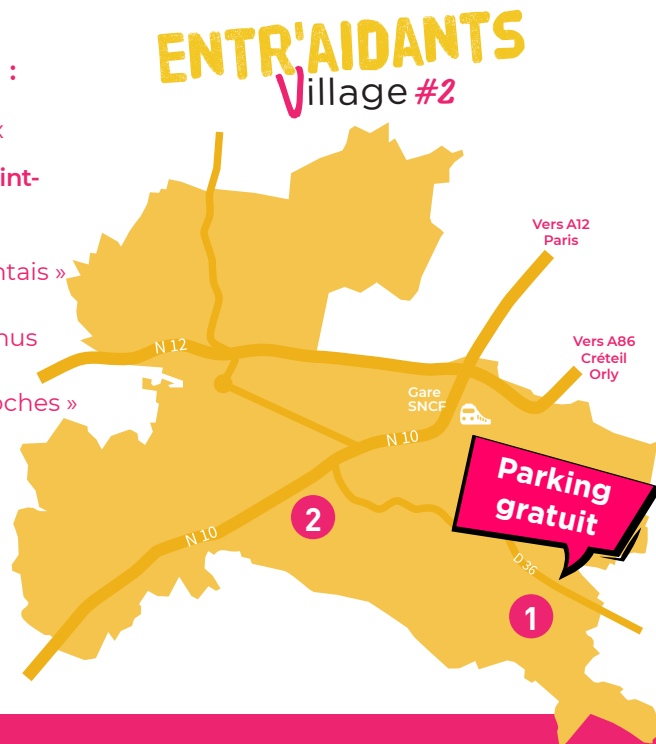 ENTR'AIDANTS
Village #2
:
x
int-
ntais »
nus
oches »
Vers A12
Paris
Vers A86
Créteil
Orly
N 12
Gare
SNCF
N 10
Parking
gratuit
2
N 10
D 36
1